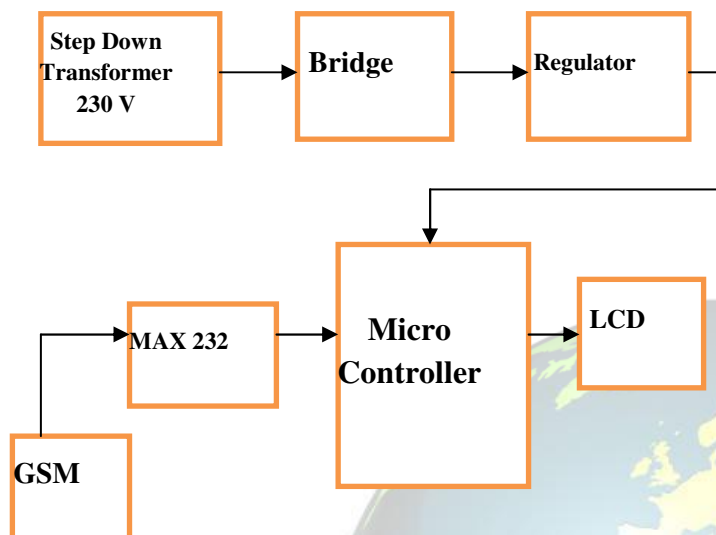 Step Down
Transformer
230 V
Bridge
Regulator
MAX 232
Micro
Controller
LCD
GSM